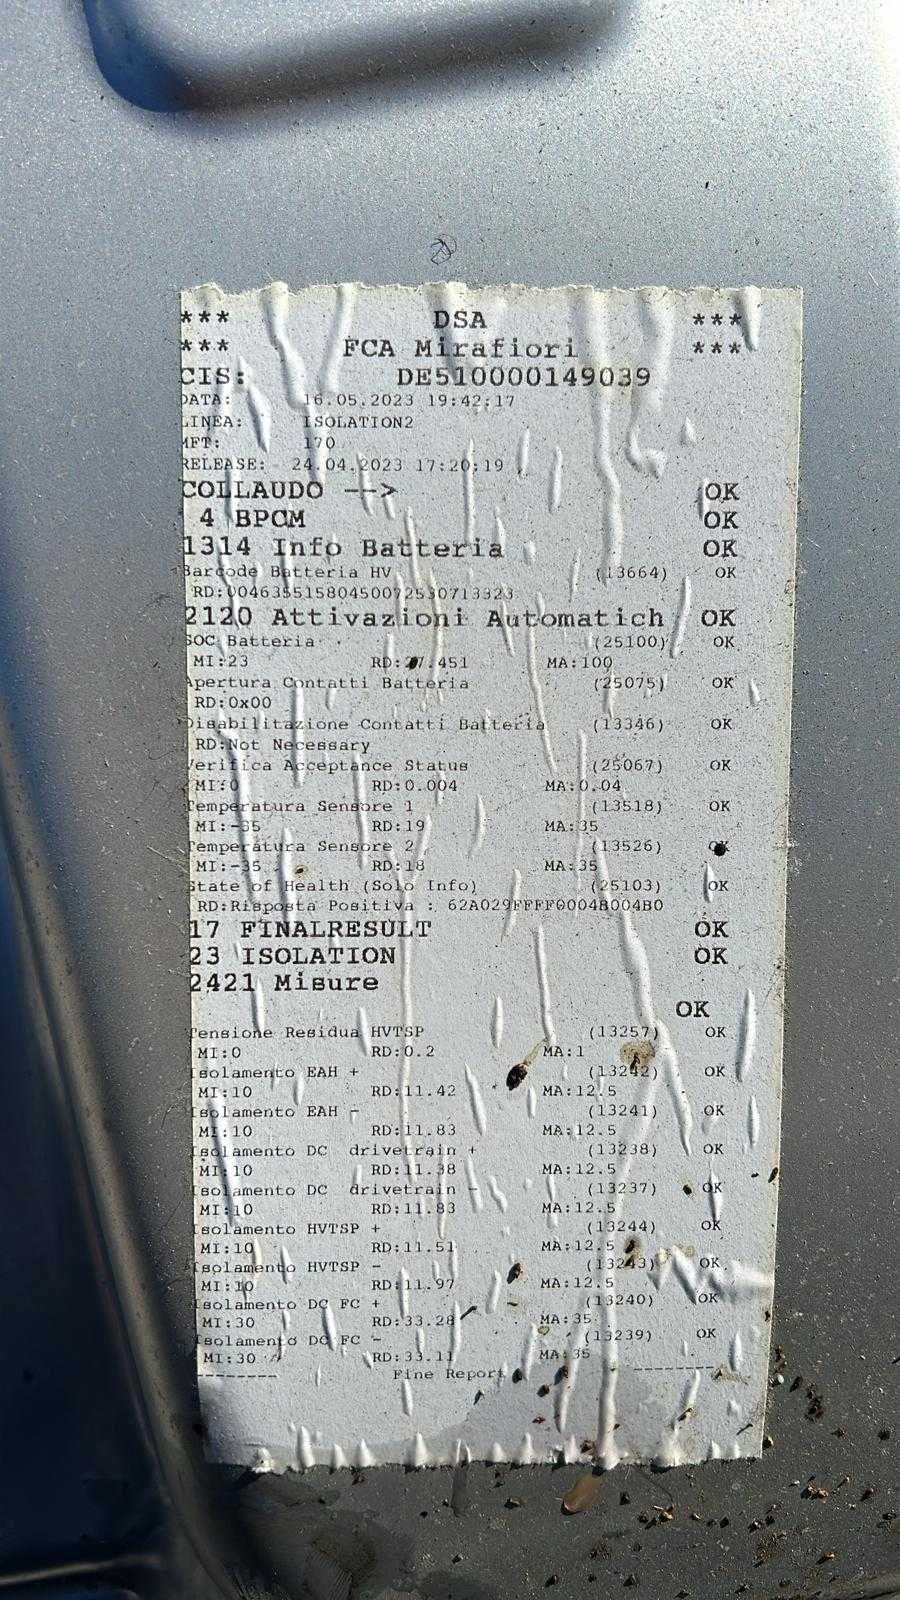 *** DSA ***
*** FCA Mirafiori ***
CIS: DE510000149039
DATA: 16.05.2023 19:42:17
LINEA: ISOLATION2
MFT: 170
RELEASE: 24.04.2023 17:20:19
COLLAUDO --> OK
4 BPCM OK
1314 Info Batteria OK
Barcode Batteria HV (13664) OK
2120 Attivazioni Automatich OK
SOC Batteria (25100) OK
MI:23 RD:27.451 MA:100
Apertura Contatti Batteria (25075) OK
RD:0x00
Disabilitazione Contatti Batteria (13346) OK
RD:Not Necessary
Verifica Acceptance Status (25067) OK
MI:0 RD:0.004 MA:0.04
Temperatura Sensore 1 (13518) OK
MI:-35 RD:19 MA:35
Temperatura Sensore 2 (13526) OK
MI:-35 RD:18 MA:35
State of Health (Solo Info) (25103) OK
RD:Risposta Positiva : 62A029FFFF0004B004B0
17 FINALRESULT OK
23 ISOLATION OK
2421 Misure
OK
Tensione Residua HVTSP (13257) OK
MI:0 RD:0.2 MA:1
Isolamento EAH + (13242) OK
MI:10 RD:11.42 MA:12.5
Isolamento EAH - (13241) OK
MI:10 RD:11.83 MA:12.5
Isolamento DC drivetrain + (13238) OK
MI:10 RD:11.38 MA:12.5
Isolamento DC drivetrain - (13237) OK
MI:10 RD:11.83 MA:12.5
Isolamento HVTSP + (13244) OK
MI:10 RD:11.51 MA:12.5
Isolamento HVTSP - (13243) OK
MI:10 RD:11.97 MA:12.5
Isolamento DC FC + (13240) OK
MI:30 RD:33.28 MA:35
Isolamento DC FC - (13239) OK
MI:30 RD:33.11 MA:35
-------- Fine Report --------